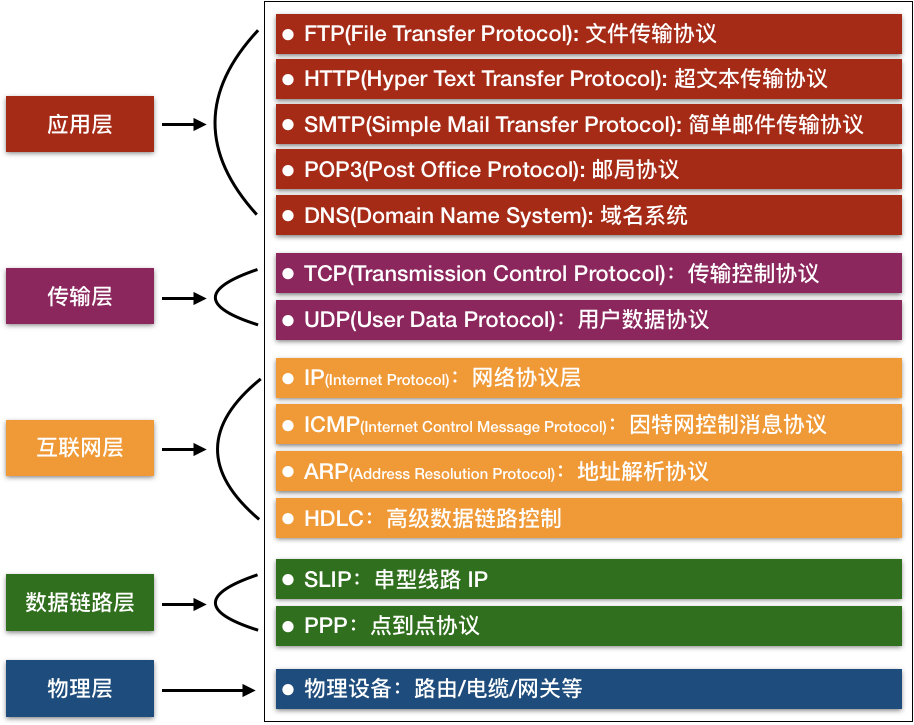 应用层
FTP(File Transfer Protocol): 文件传输协议
HTTP(Hyper Text Transfer Protocol): 超文本传输协议
SMTP(Simple Mail Transfer Protocol): 简单邮件传输协议
POP3(Post Office Protocol): 邮局协议
DNS(Domain Name System): 域名系统
传输层
TCP(Transmission Control Protocol)：传输控制协议
UDP(User Data Protocol)：用户数据协议
互联网层
IP(Internet Protocol)：网络协议层
ICMP(Internet Control Message Protocol)：因特网控制消息协议
ARP(Address Resolution Protocol)：地址解析协议
HDLC：高级数据链路控制
数据链路层
SLIP：串型线路 IP
PPP：点到点协议
物理层
物理设备：路由/电缆/网关等